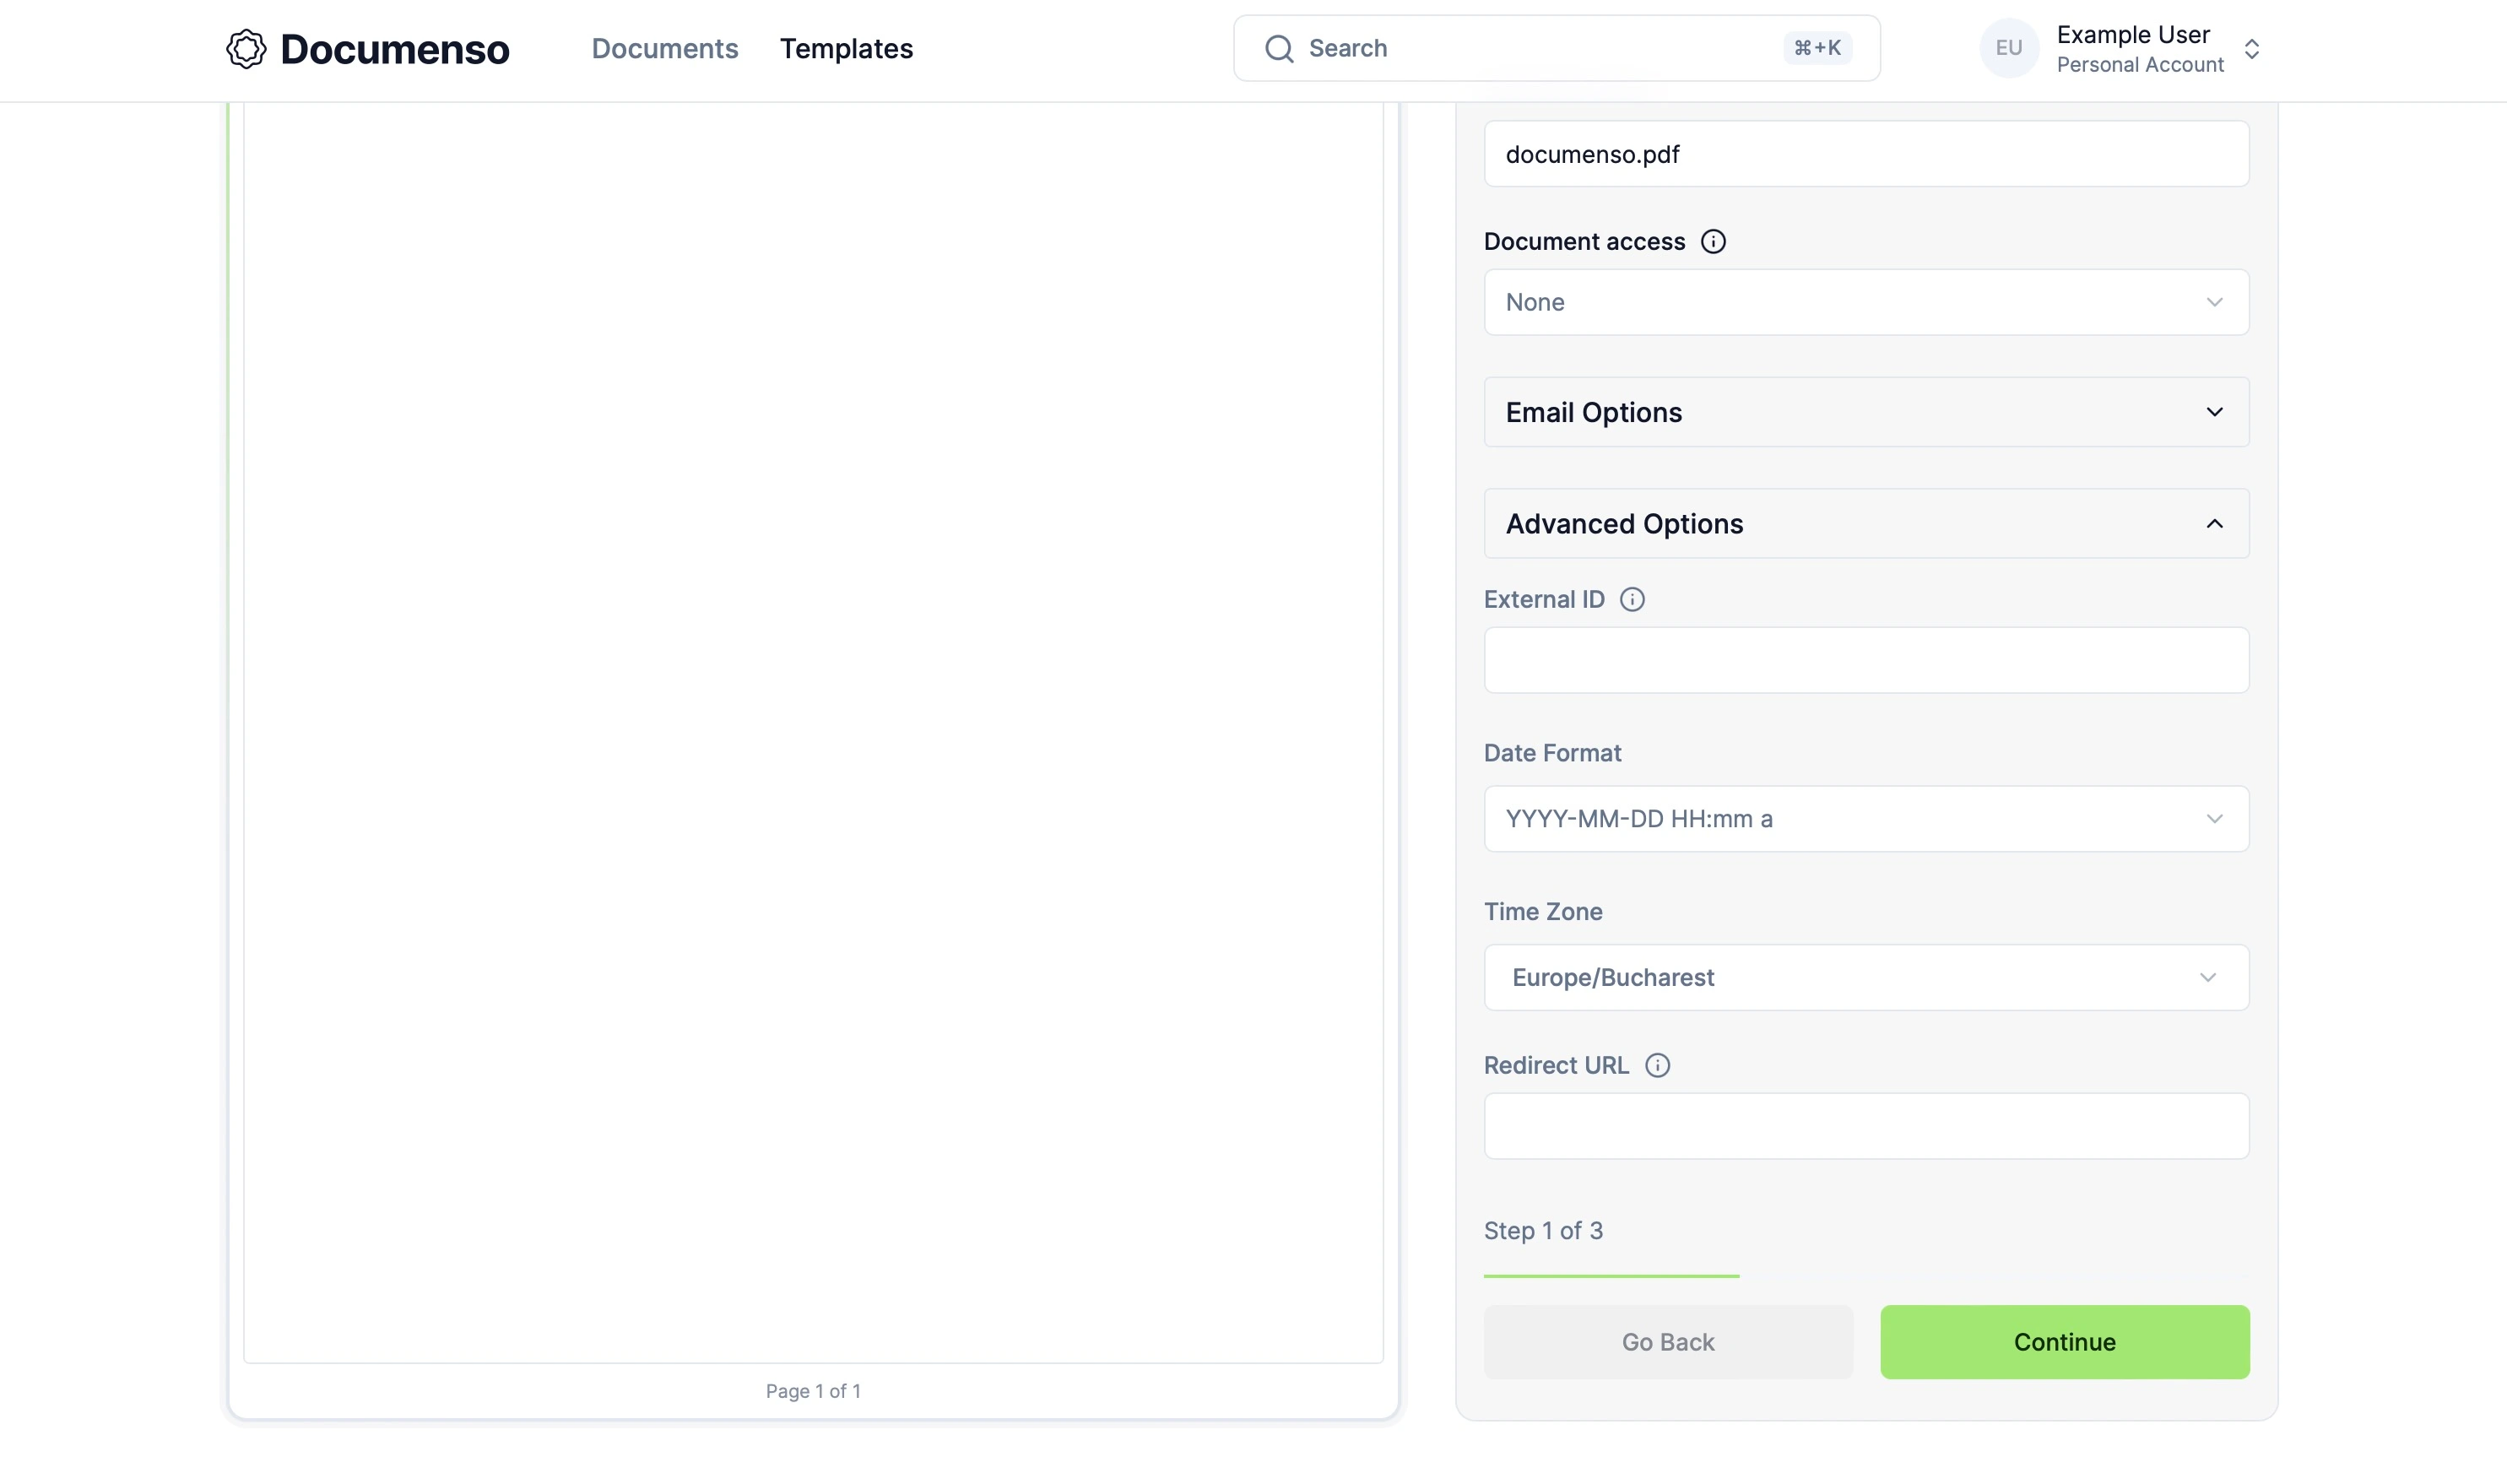 Documenso
Documents
Templates
Search
⌘+K
EU
Example User
Personal Account
documenso.pdf
Document access
None
Email Options
Advanced Options
External ID
Date Format
YYYY-MM-DD HH:mm a
Time Zone
Europe/Bucharest
Redirect URL
Step 1 of 3
Go Back
Continue
Page 1 of 1